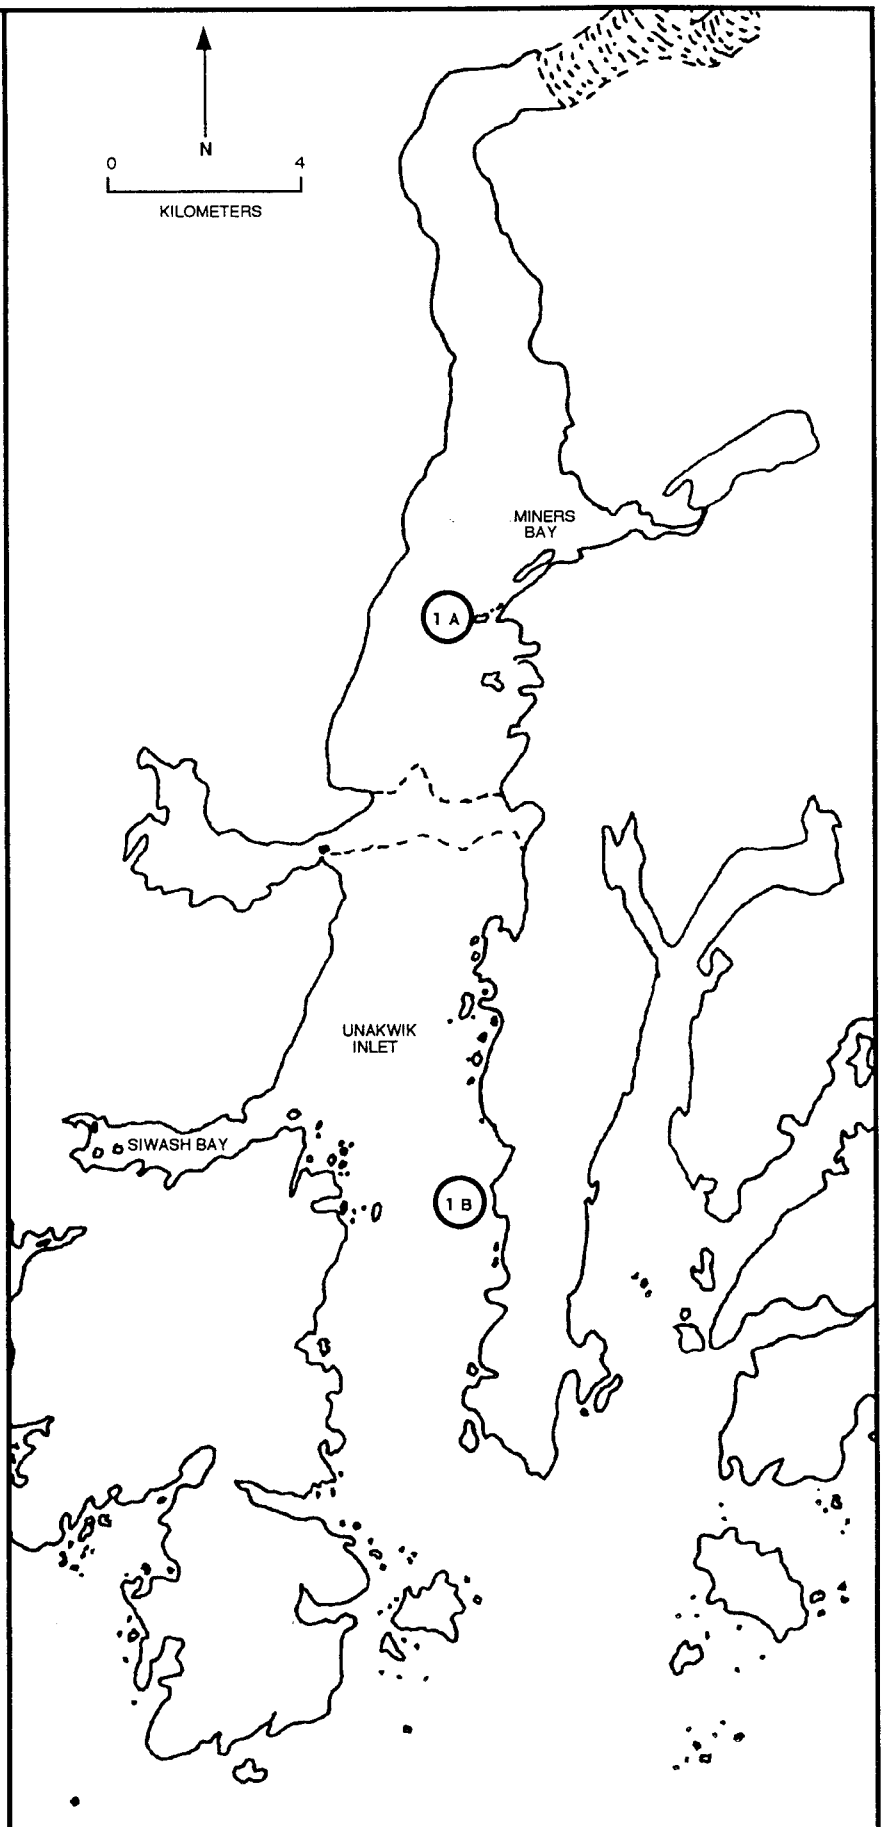 N
0 4
KILOMETERS
MINERS
BAY
1 A
UNAKWIK
INLET
SIWASH BAY
1 B